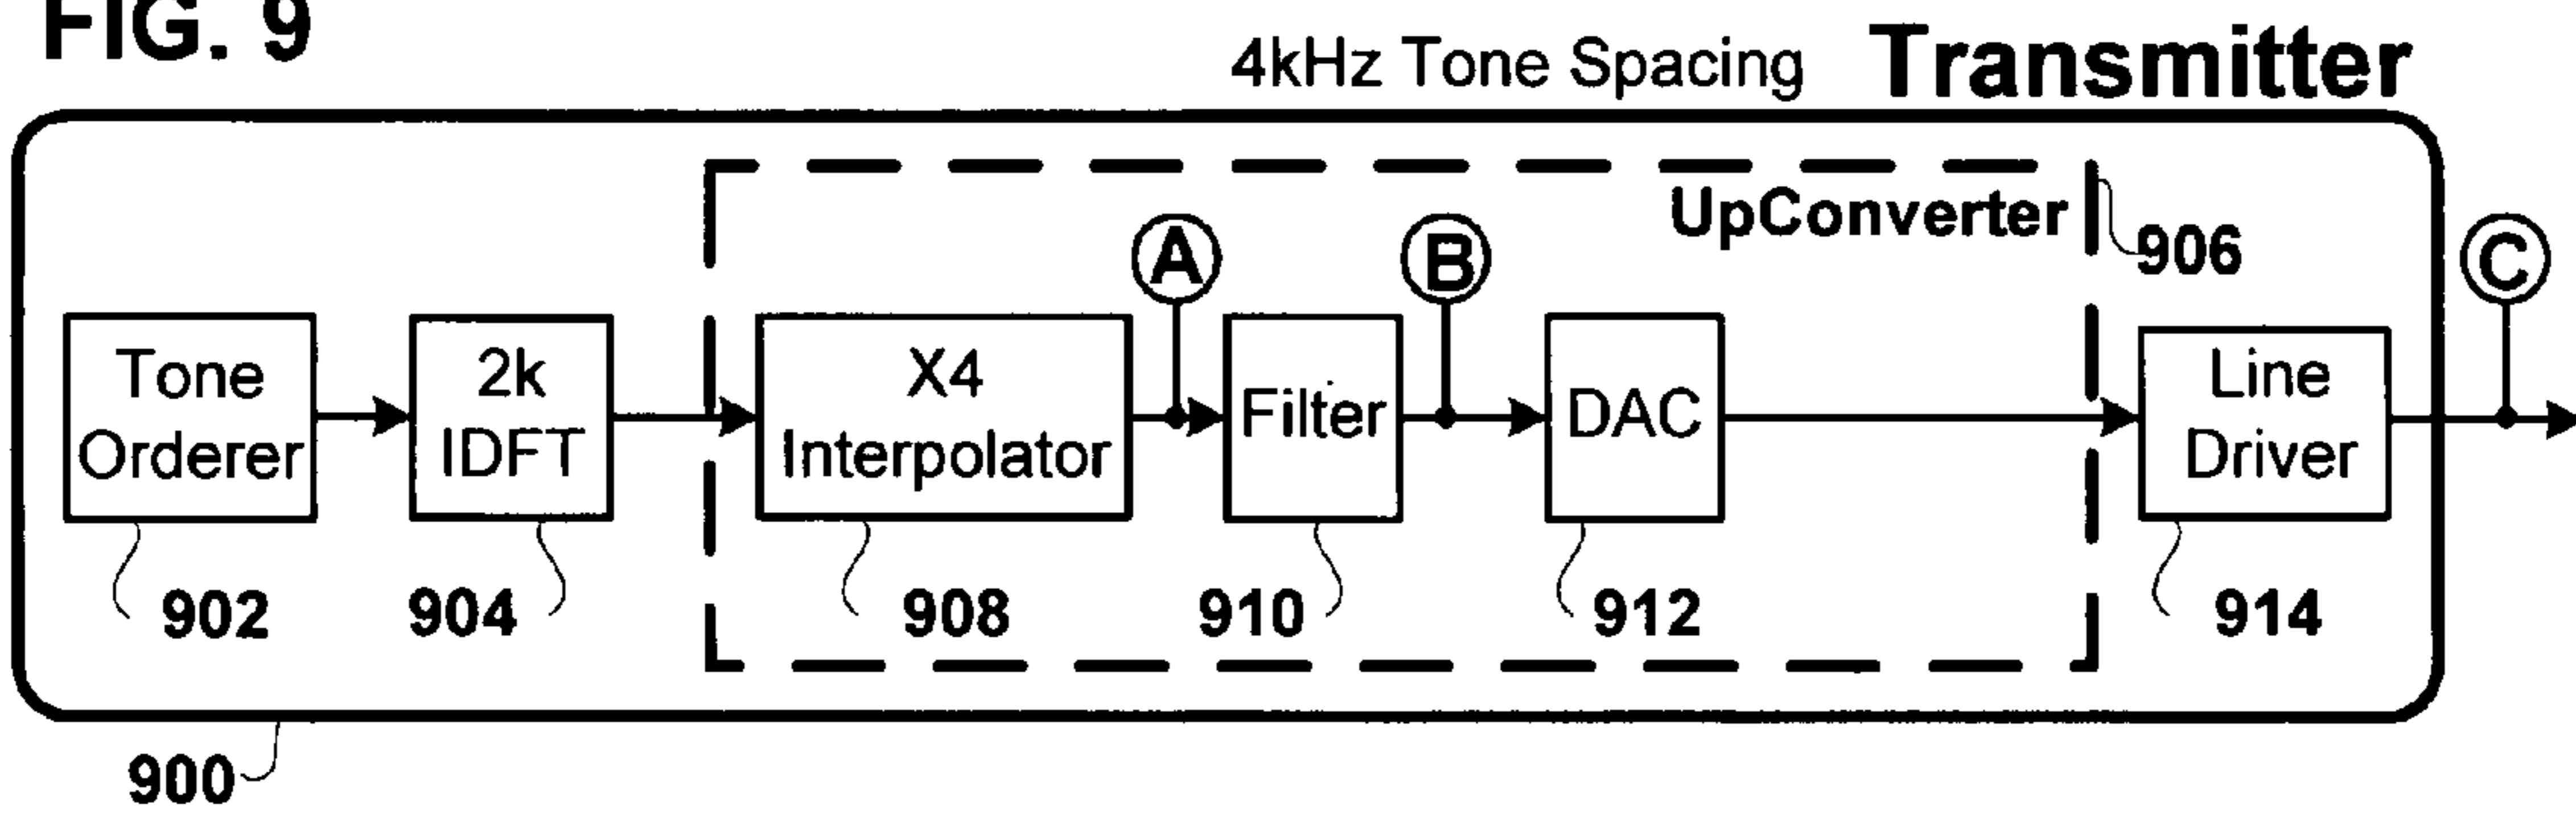 FIG. 9
4kHz Tone Spacing Transmitter
UpConverter
906
A
B
C
Tone
Orderer
2k
IDFT
X4
Interpolator
Filter
DAC
Line
Driver
902
904
908
910
912
914
900